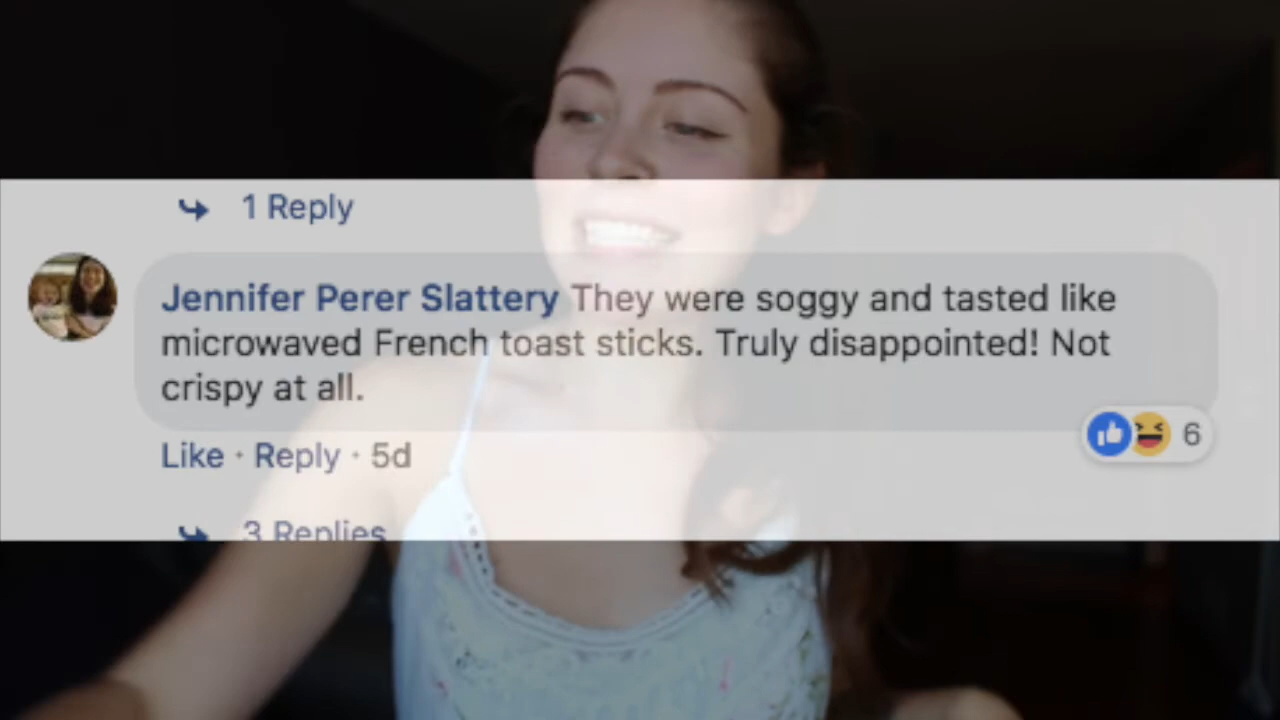 1 Reply
Jennifer Perer Slattery They were soggy and tasted like
microwaved French toast sticks. Truly disappointed! Not
crispy at all.
Like · Reply · 5d
6
3 Replies